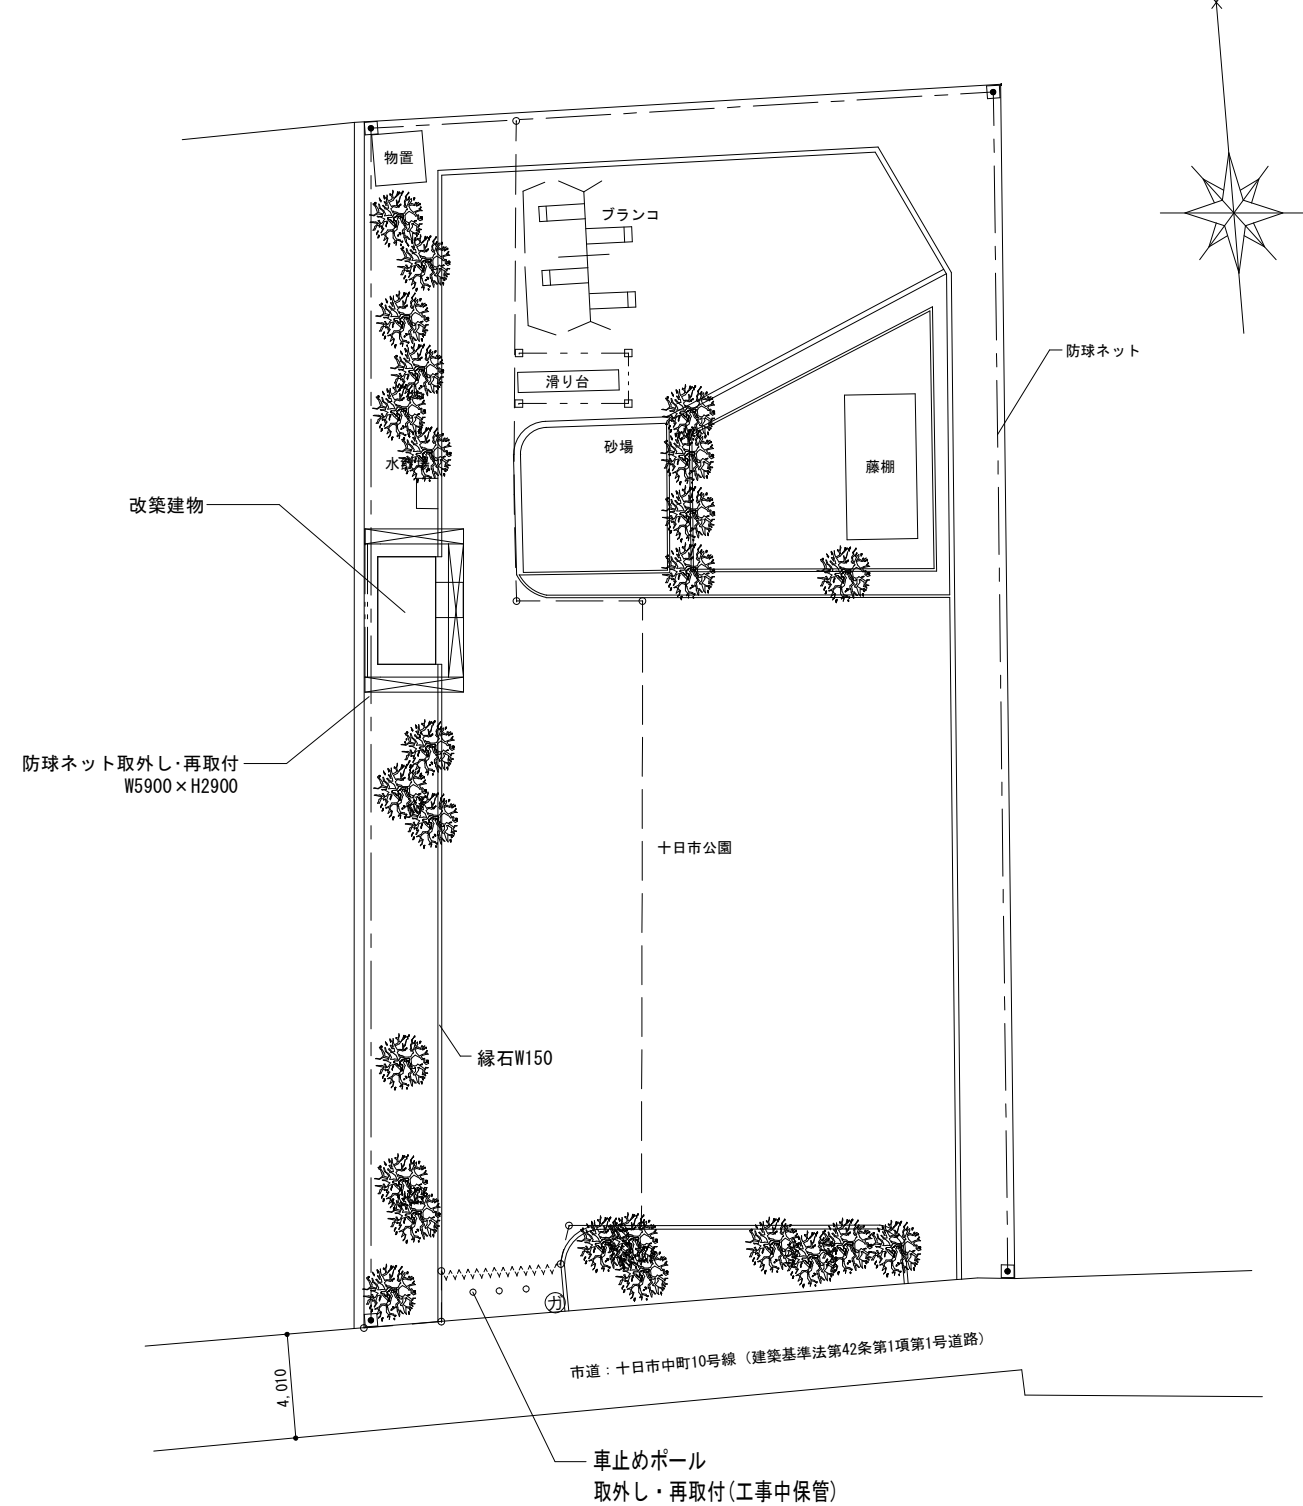 物置
ブランコ
防球ネット
滑り台
砂場
藤棚
水
改築建物
防球ネット取外し・再取付
W5900×H2900
十日市公園
縁石W150
ガ
市道：十日市中町10号線（建築基準法第42条第1項第1号道路）
4,010
車止めポール
取外し・再取付(工事中保管)